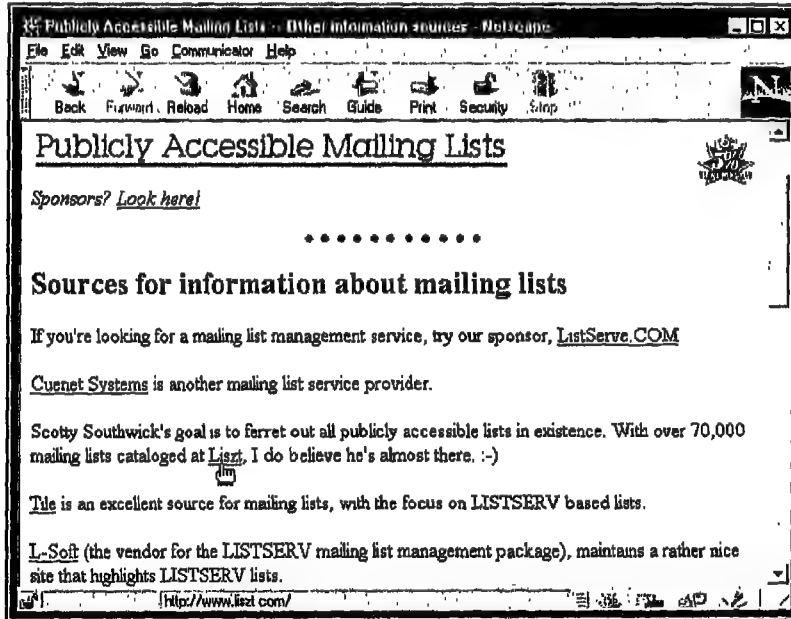 Publicly Accessible Mailing Lists -- Other information sources - Netscape
File Edit View Go Communicator Help
Back Forward Reload Home Search Guide Print Security Stop
N
Publicly Accessible Mailing Lists
Sponsors? Look here!
Sources for information about mailing lists
If you're looking for a mailing list management service, try our sponsor, ListServe.COM
Cuenet Systems is another mailing list service provider.
Scotty Southwick's goal is to ferret out all publicly accessible lists in existence. With over 70,000
mailing lists cataloged at Liszt, I do believe he's almost there. :-)
Tile is an excellent source for mailing lists, with the focus on LISTSERV based lists.
L-Soft (the vendor for the LISTSERV mailing list management package), maintains a rather nice
site that highlights LISTSERV lists.
http://www.liszt.com/